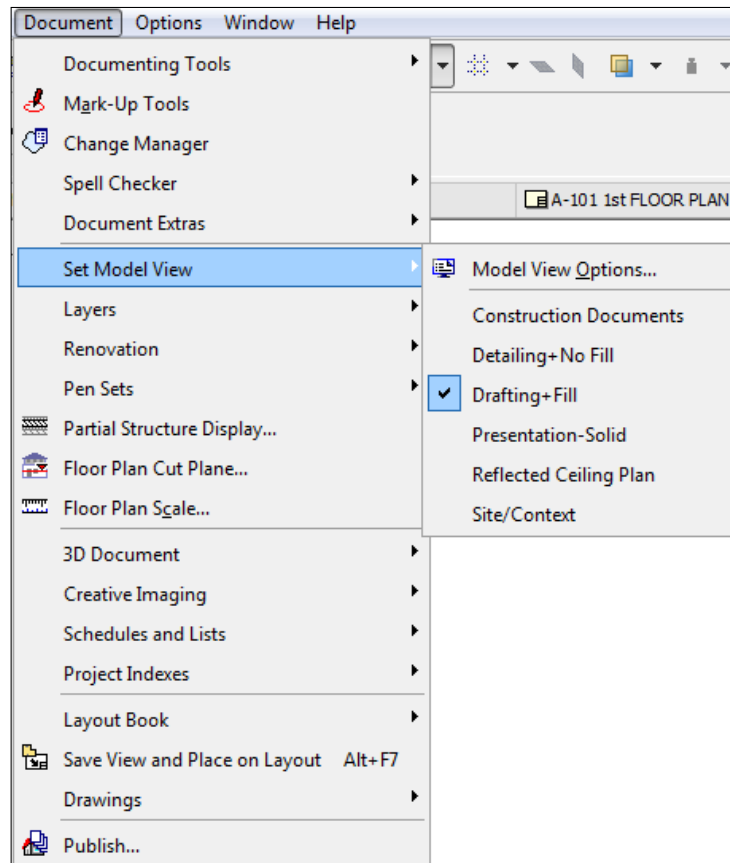 Document Options Window Help
Documenting Tools
Mark-Up Tools
Change Manager
Spell Checker
A-101 1st FLOOR PLAN
Document Extras
Set Model View
Model View Options...
Layers
Construction Documents
Renovation
Detailing+No Fill
Pen Sets
Drafting+Fill
Partial Structure Display...
Presentation-Solid
Floor Plan Cut Plane...
Reflected Ceiling Plan
Floor Plan Scale...
Site/Context
3D Document
Creative Imaging
Schedules and Lists
Project Indexes
Layout Book
Save View and Place on Layout Alt+F7
Drawings
Publish...